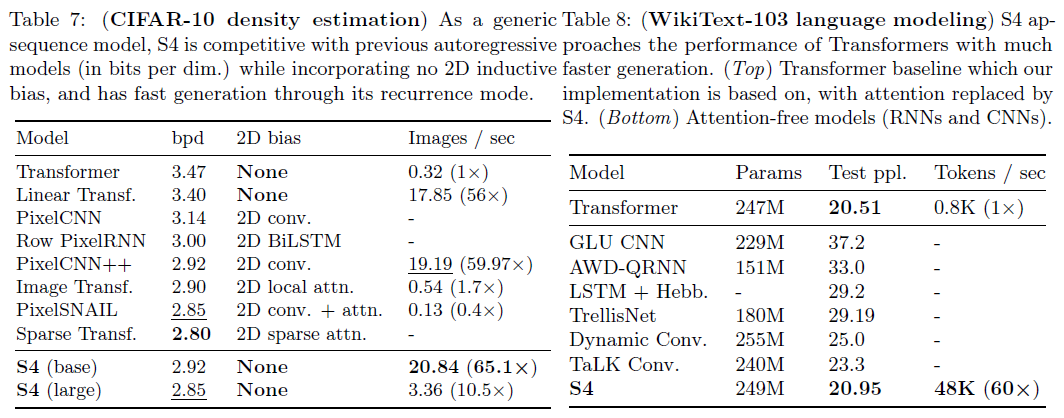 Table 7: (CIFAR-10 density estimation) As a generic
sequence model, S4 is competitive with previous autoregressive
models (in bits per dim.) while incorporating no 2D inductive
bias, and has fast generation through its recurrence mode.
Model bpd 2D bias Images / sec
Transformer 3.47 None 0.32 (1×)
Linear Transf. 3.40 None 17.85 (56×)
PixelCNN 3.14 2D conv. -
Row PixelRNN 3.00 2D BiLSTM -
PixelCNN++ 2.92 2D conv. 19.19 (59.97×)
Image Transf. 2.90 2D local attn. 0.54 (1.7×)
PixelSNAIL 2.85 2D conv. + attn. 0.13 (0.4×)
Sparse Transf. 2.80 2D sparse attn. -
S4 (base) 2.92 None 20.84 (65.1×)
S4 (large) 2.85 None 3.36 (10.5×)
Table 8: (WikiText-103 language modeling) S4 ap-
proaches the performance of Transformers with much
faster generation. (Top) Transformer baseline which our
implementation is based on, with attention replaced by
S4. (Bottom) Attention-free models (RNNs and CNNs).
Model Params Test ppl. Tokens / sec
Transformer 247M 20.51 0.8K (1×)
GLU CNN 229M 37.2 -
AWD-QRNN 151M 33.0 -
LSTM + Hebb. - 29.2 -
TrellisNet 180M 29.19 -
Dynamic Conv. 255M 25.0 -
TaLK Conv. 240M 23.3 -
S4 249M 20.95 48K (60×)